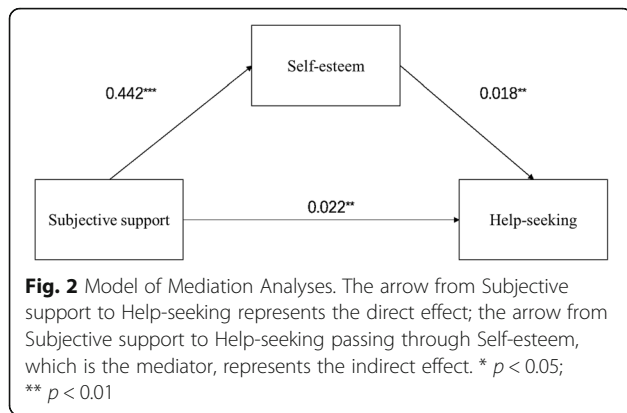 Self-esteem
0.442***
0.018**
Subjective support
0.022**
Help-seeking
Fig. 2 Model of Mediation Analyses. The arrow from Subjective
support to Help-seeking represents the direct effect; the arrow from
Subjective support to Help-seeking passing through Self-esteem,
which is the mediator, represents the indirect effect. * p < 0.05;
** p < 0.01